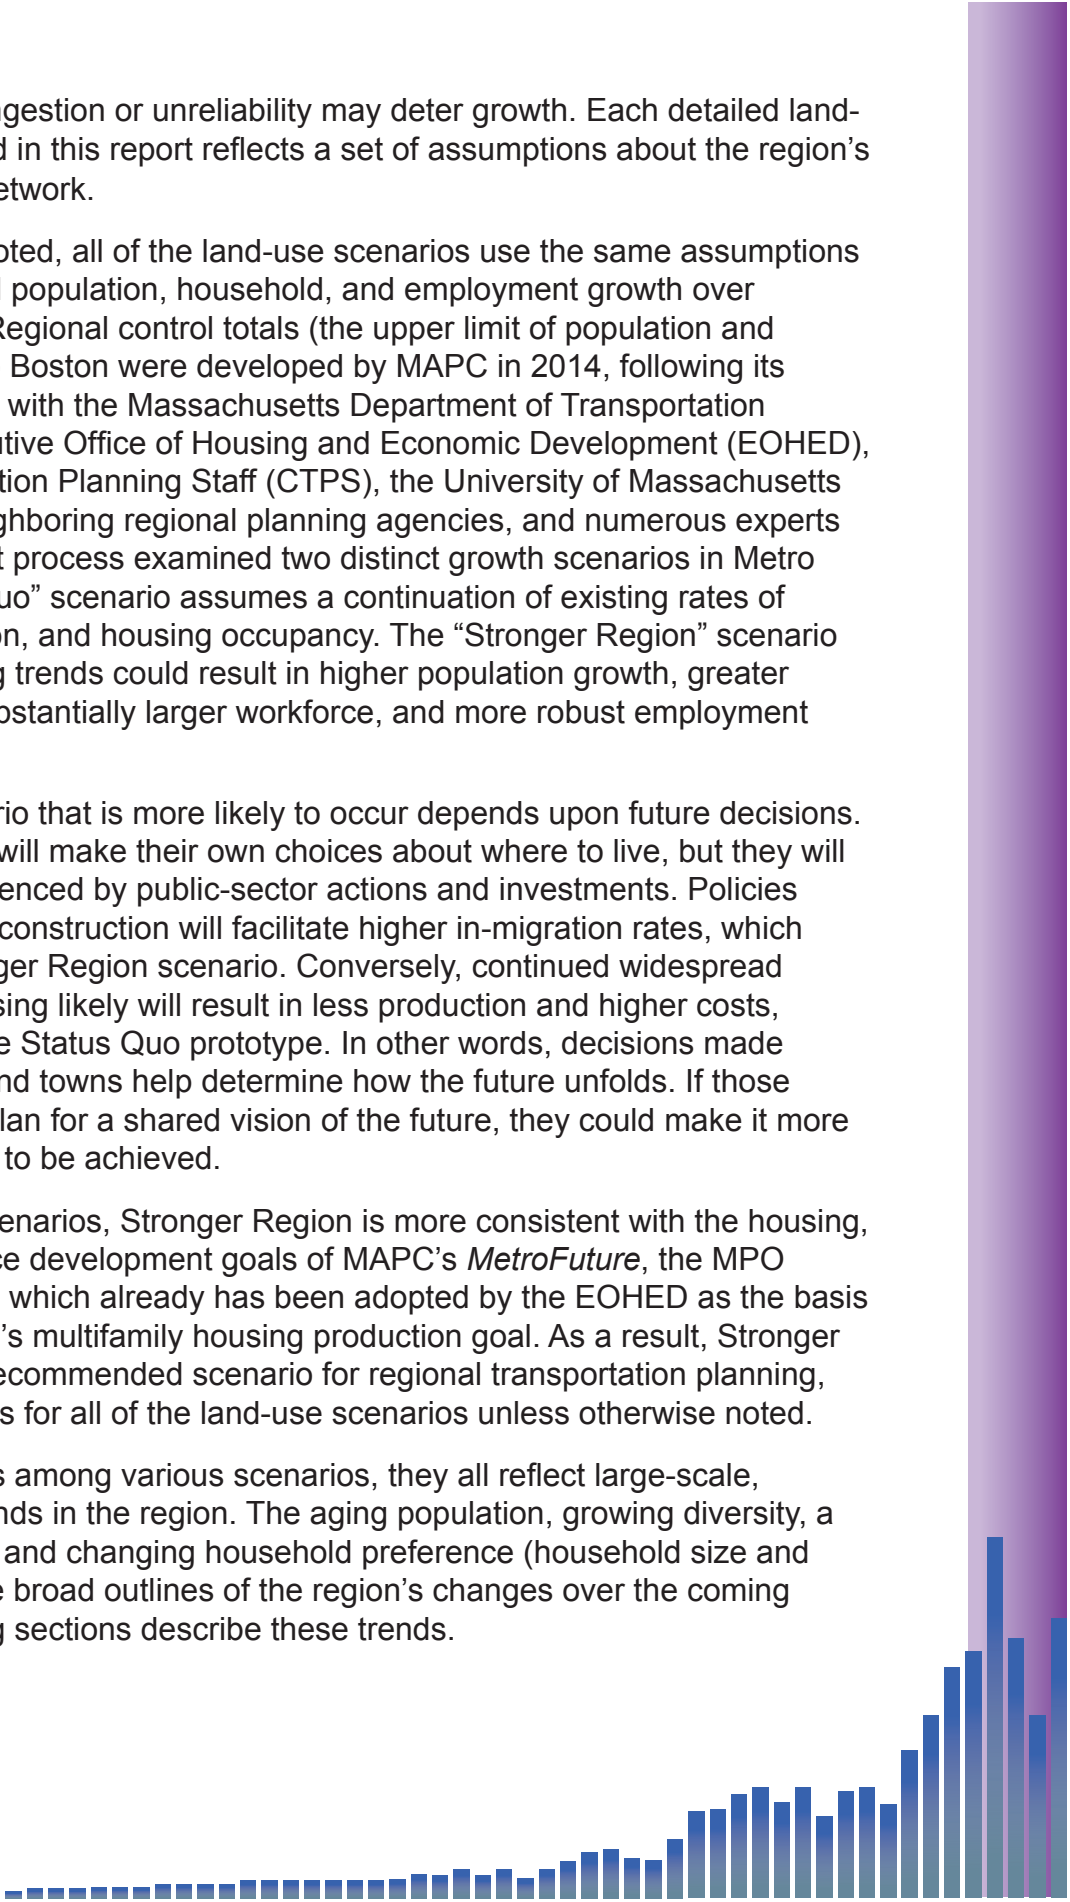 gestion or unreliability may deter growth. Each detailed land-
d in this report reflects a set of assumptions about the region’s
etwork.
oted, all of the land-use scenarios use the same assumptions
l population, household, and employment growth over
Regional control totals (the upper limit of population and
Boston were developed by MAPC in 2014, following its
with the Massachusetts Department of Transportation
utive Office of Housing and Economic Development (EOHED),
tion Planning Staff (CTPS), the University of Massachusetts
ghboring regional planning agencies, and numerous experts
t process examined two distinct growth scenarios in Metro
uo” scenario assumes a continuation of existing rates of
on, and housing occupancy. The “Stronger Region” scenario
g trends could result in higher population growth, greater
bstantially larger workforce, and more robust employment
rio that is more likely to occur depends upon future decisions.
will make their own choices about where to live, but they will
enced by public-sector actions and investments. Policies
construction will facilitate higher in-migration rates, which
ger Region scenario. Conversely, continued widespread
sing likely will result in less production and higher costs,
e Status Quo prototype. In other words, decisions made
nd towns help determine how the future unfolds. If those
lan for a shared vision of the future, they could make it more
to be achieved.
enarios, Stronger Region is more consistent with the housing,
ce development goals of MAPC’s MetroFuture, the MPO
which already has been adopted by the EOHED as the basis
’s multifamily housing production goal. As a result, Stronger
ecommended scenario for regional transportation planning,
s for all of the land-use scenarios unless otherwise noted.
s among various scenarios, they all reflect large-scale,
nds in the region. The aging population, growing diversity, a
and changing household preference (household size and
e broad outlines of the region’s changes over the coming
g sections describe these trends.